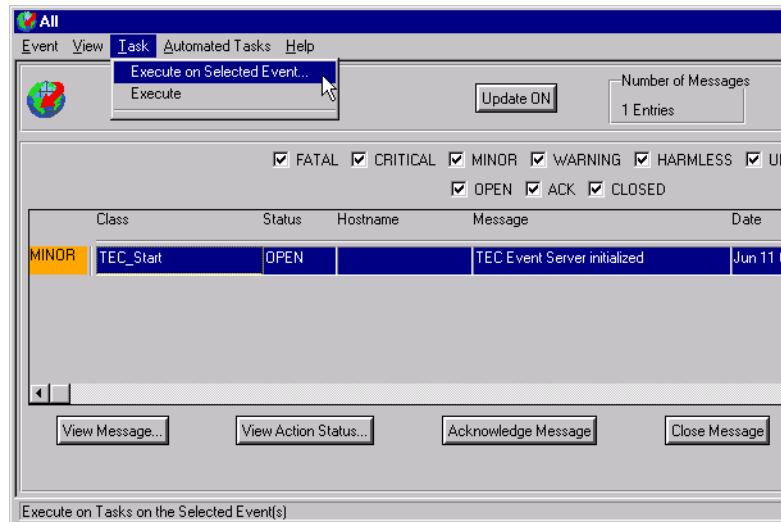 All
Event View Task Automated Tasks Help
Execute on Selected Event...
Execute
Update ON
Number of Messages
1 Entries
FATAL CRITICAL MINOR WARNING HARMLESS
OPEN ACK CLOSED
Class Status Hostname Message Date
MINOR TEC_Start OPEN TEC Event Server initialized Jun 11
View Message... View Action Status... Acknowledge Message Close Message
Execute on Tasks on the Selected Event(s)